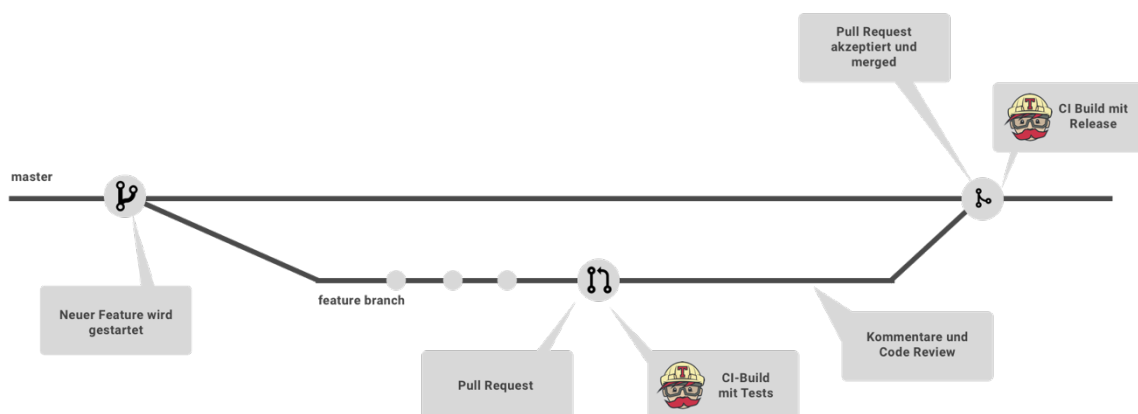 Pull Request
akzeptiert und
merged
CI Build mit
Release
master
feature branch
Neuer Feature wird
gestartet
Kommentare und
Code Review
Pull Request
CI-Build
mit Tests
T
T